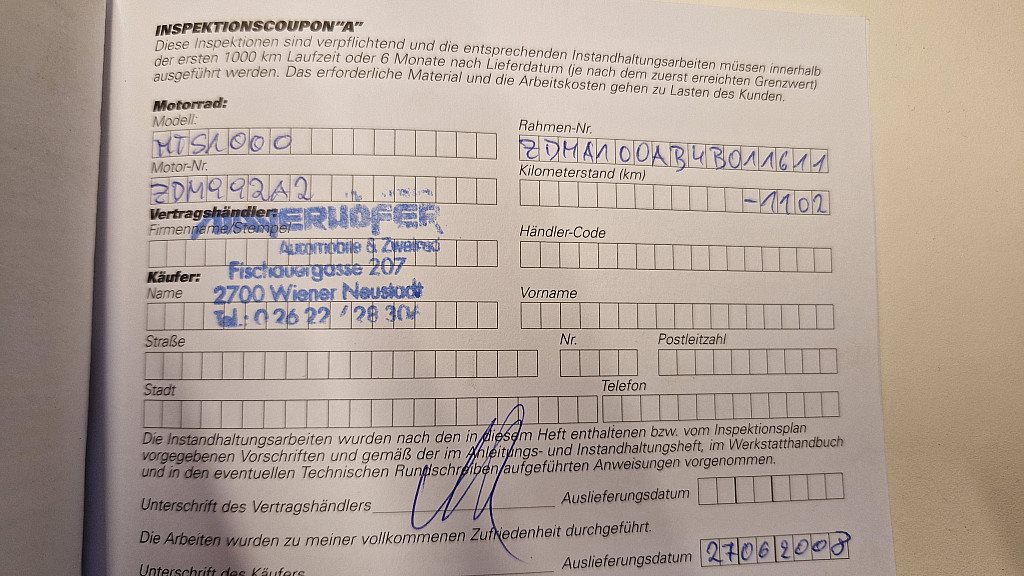 INSPEKTIONSCOUPON"A"
Diese Inspektionen sind verpflichtend und die entsprechenden Instandhaltungsarbeiten müssen innerhalb
der ersten 1000 km Laufzeit oder 6 Monate nach Lieferdatum (je nach dem zuerst erreichten Grenzwert)
ausgeführt werden. Das erforderliche Material und die Arbeitskosten gehen zu Lasten des Kunden.
Motorrad:
Modell:
MTS1000
Rahmen-Nr.
ZDMA100AB4B011611
Motor-Nr.
ZDM992A2
Kilometerstand (km)
-1102
Vertragshändler:
Firmenname/Stempel
Händler-Code
Automobile & Zweirad
Fischauergasse 207
2700 Wiener Neustadt
Tel.: 0 26 22 / 28 304
Käufer:
Name
Vorname
Straße
Nr.
Postleitzahl
Stadt
Telefon
Die Instandhaltungsarbeiten wurden nach den in diesem Heft enthaltenen bzw. vom Inspektionsplan
vorgegebenen Vorschriften und gemäß der im Anleitungs- und Instandhaltungsheft, im Werkstatthandbuch
und in den eventuellen Technischen Rundschreiben aufgeführten Anweisungen vorgenommen.
Unterschrift des Vertragshändlers
Auslieferungsdatum
Die Arbeiten wurden zu meiner vollkommenen Zufriedenheit durchgeführt.
Unterschrift des Käufers
Auslieferungsdatum
27062008